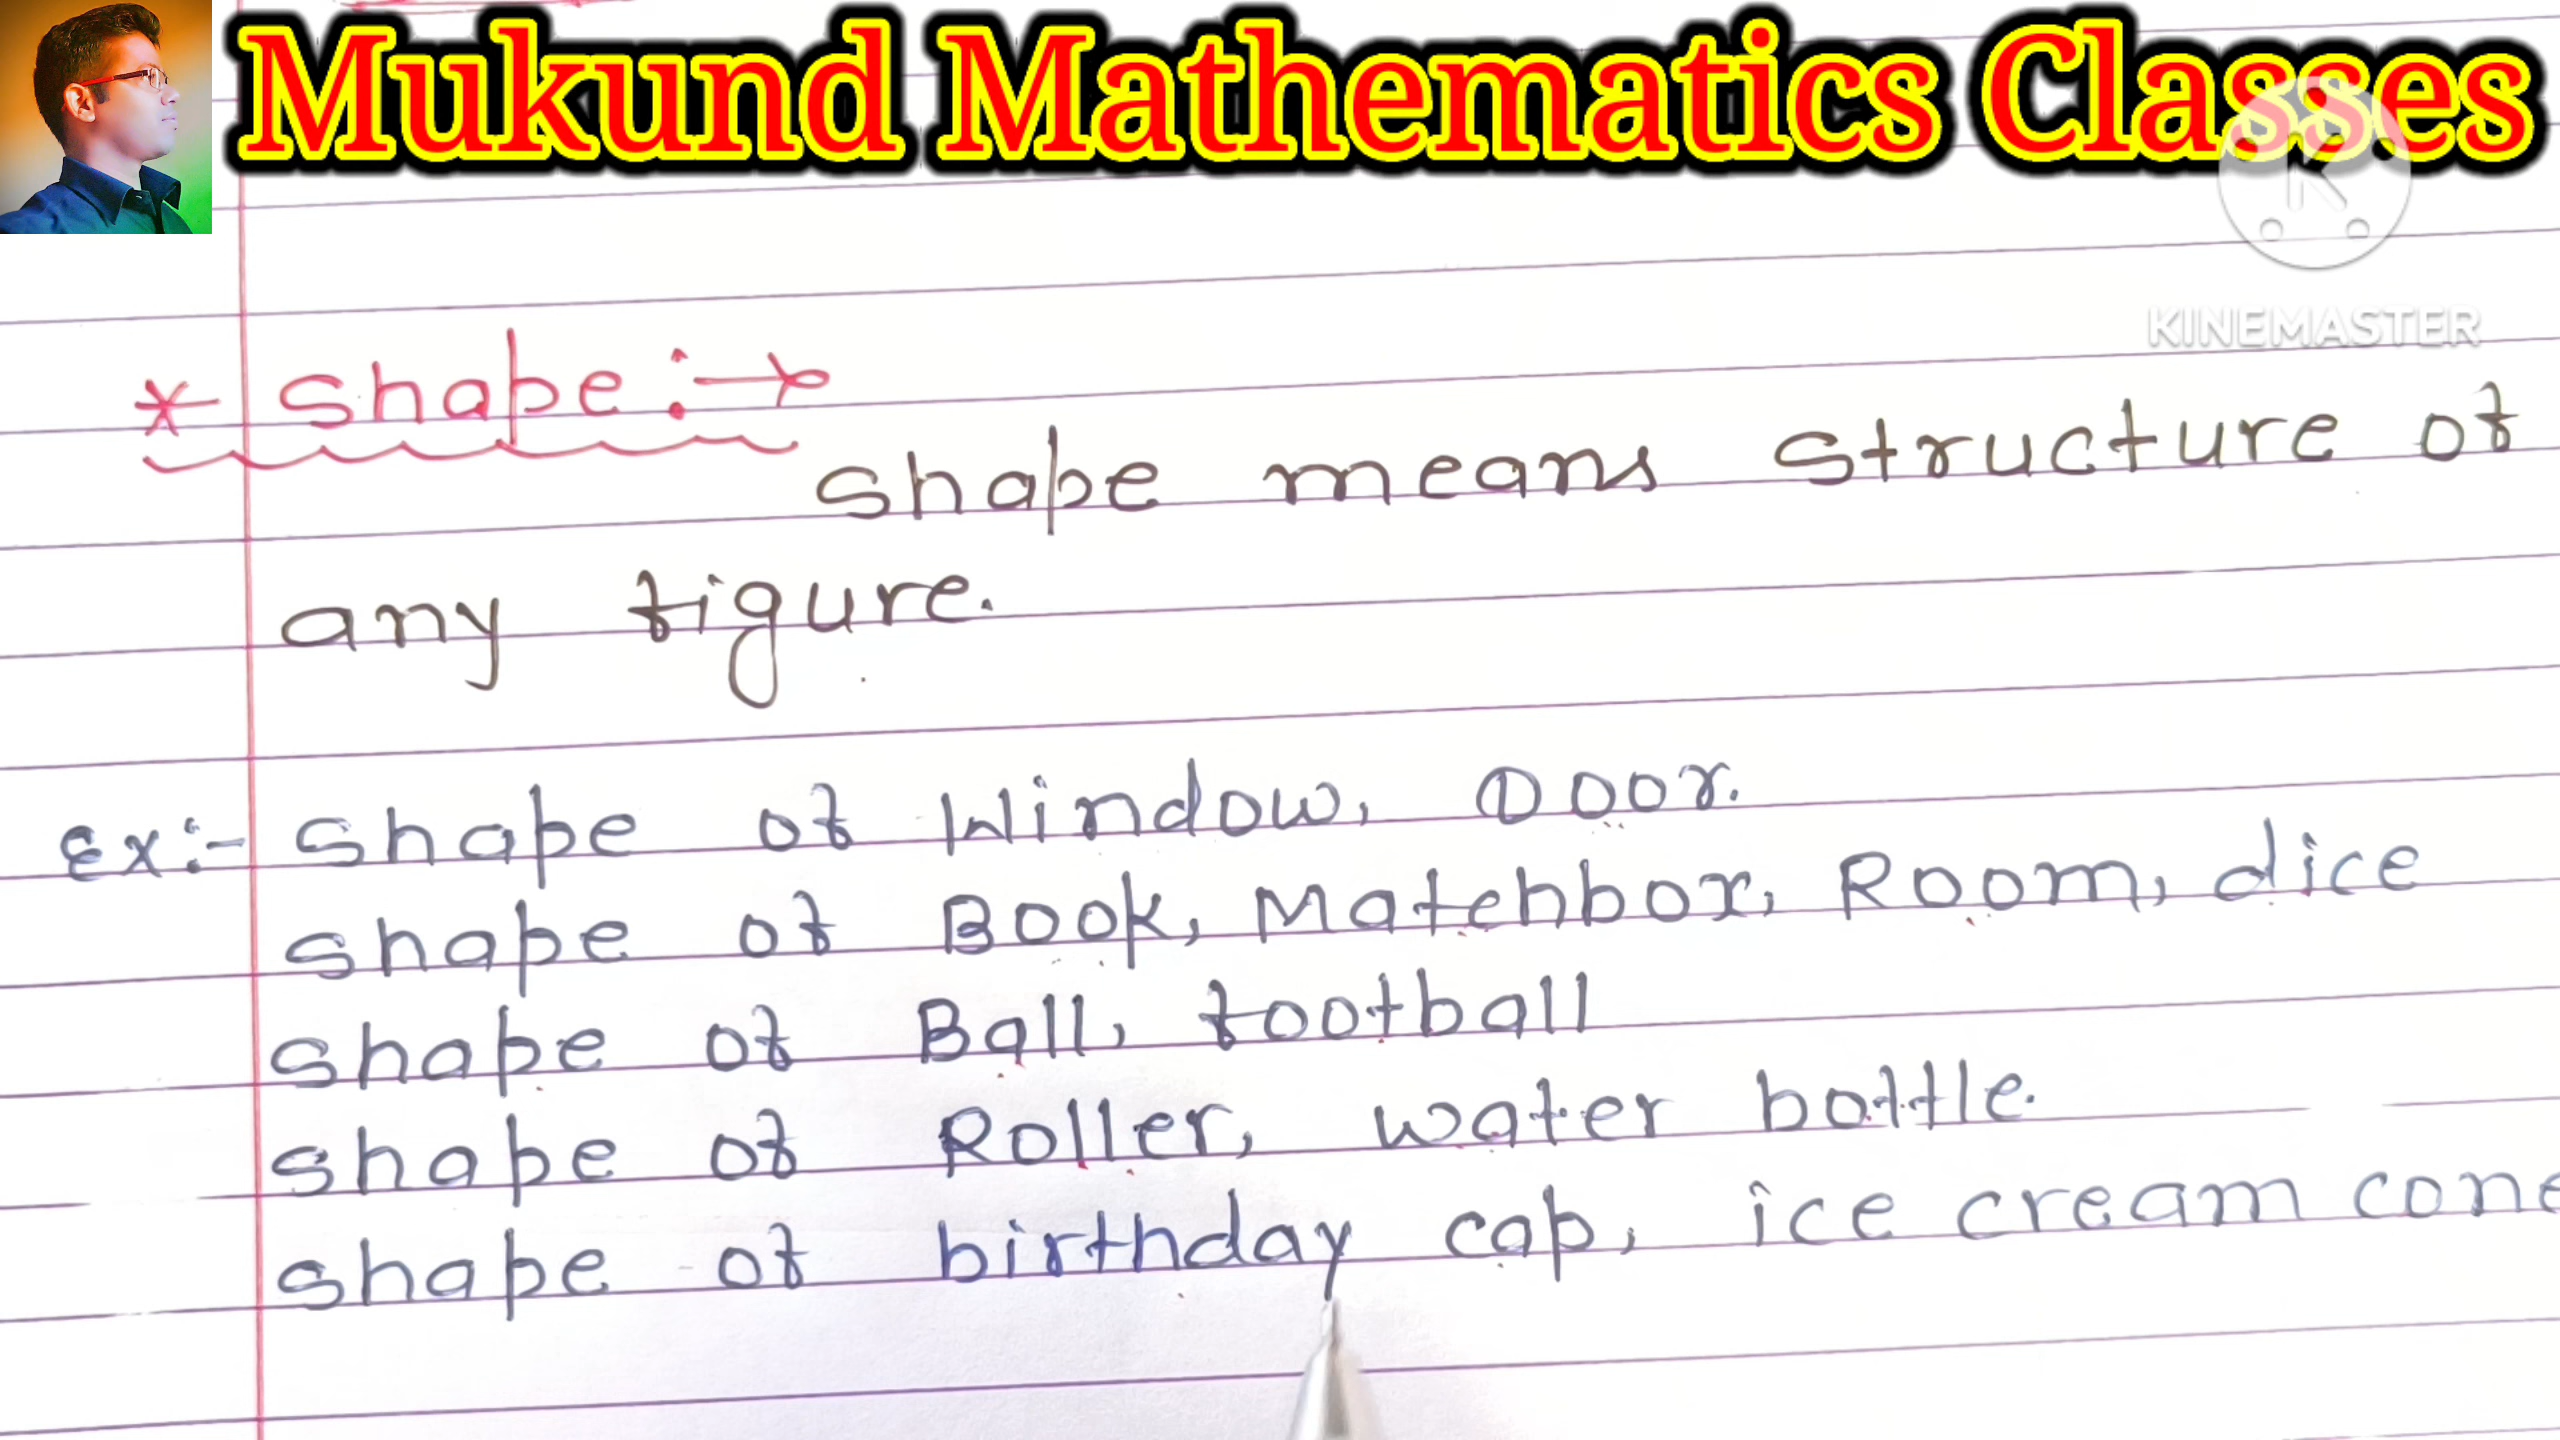 Mukund Mathematics Classes
KINEMASTER
* Shape :→
Shape means structure of
any figure.
Ex:- Shape of Window, Door.
Shape of Book, Matchbox, Room, dice
Shape of Ball, football
Shape of Roller, water bottle.
Shape of birthday cap, ice cream cone